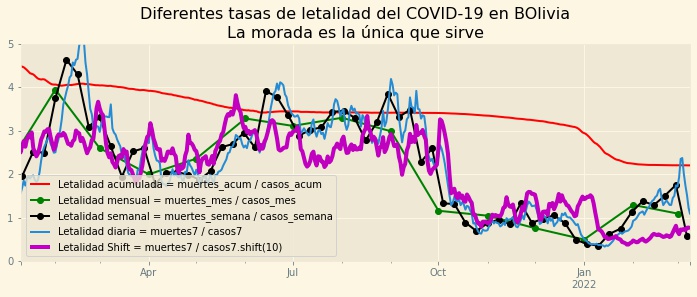 Diferentes tasas de letalidad del COVID-19 en BOlivia
La morada es la única que sirve
5
4
3
2
1
0
Letalidad acumulada = muertes_acum / casos_acum
Letalidad mensual = muertes_mes / casos_mes
Letalidad semanal = muertes_semana / casos_semana
Letalidad diaria = muertes7 / casos7
Letalidad Shift = muertes7 / casos7.shift(10)
Apr
Jul
Oct
Jan
2022